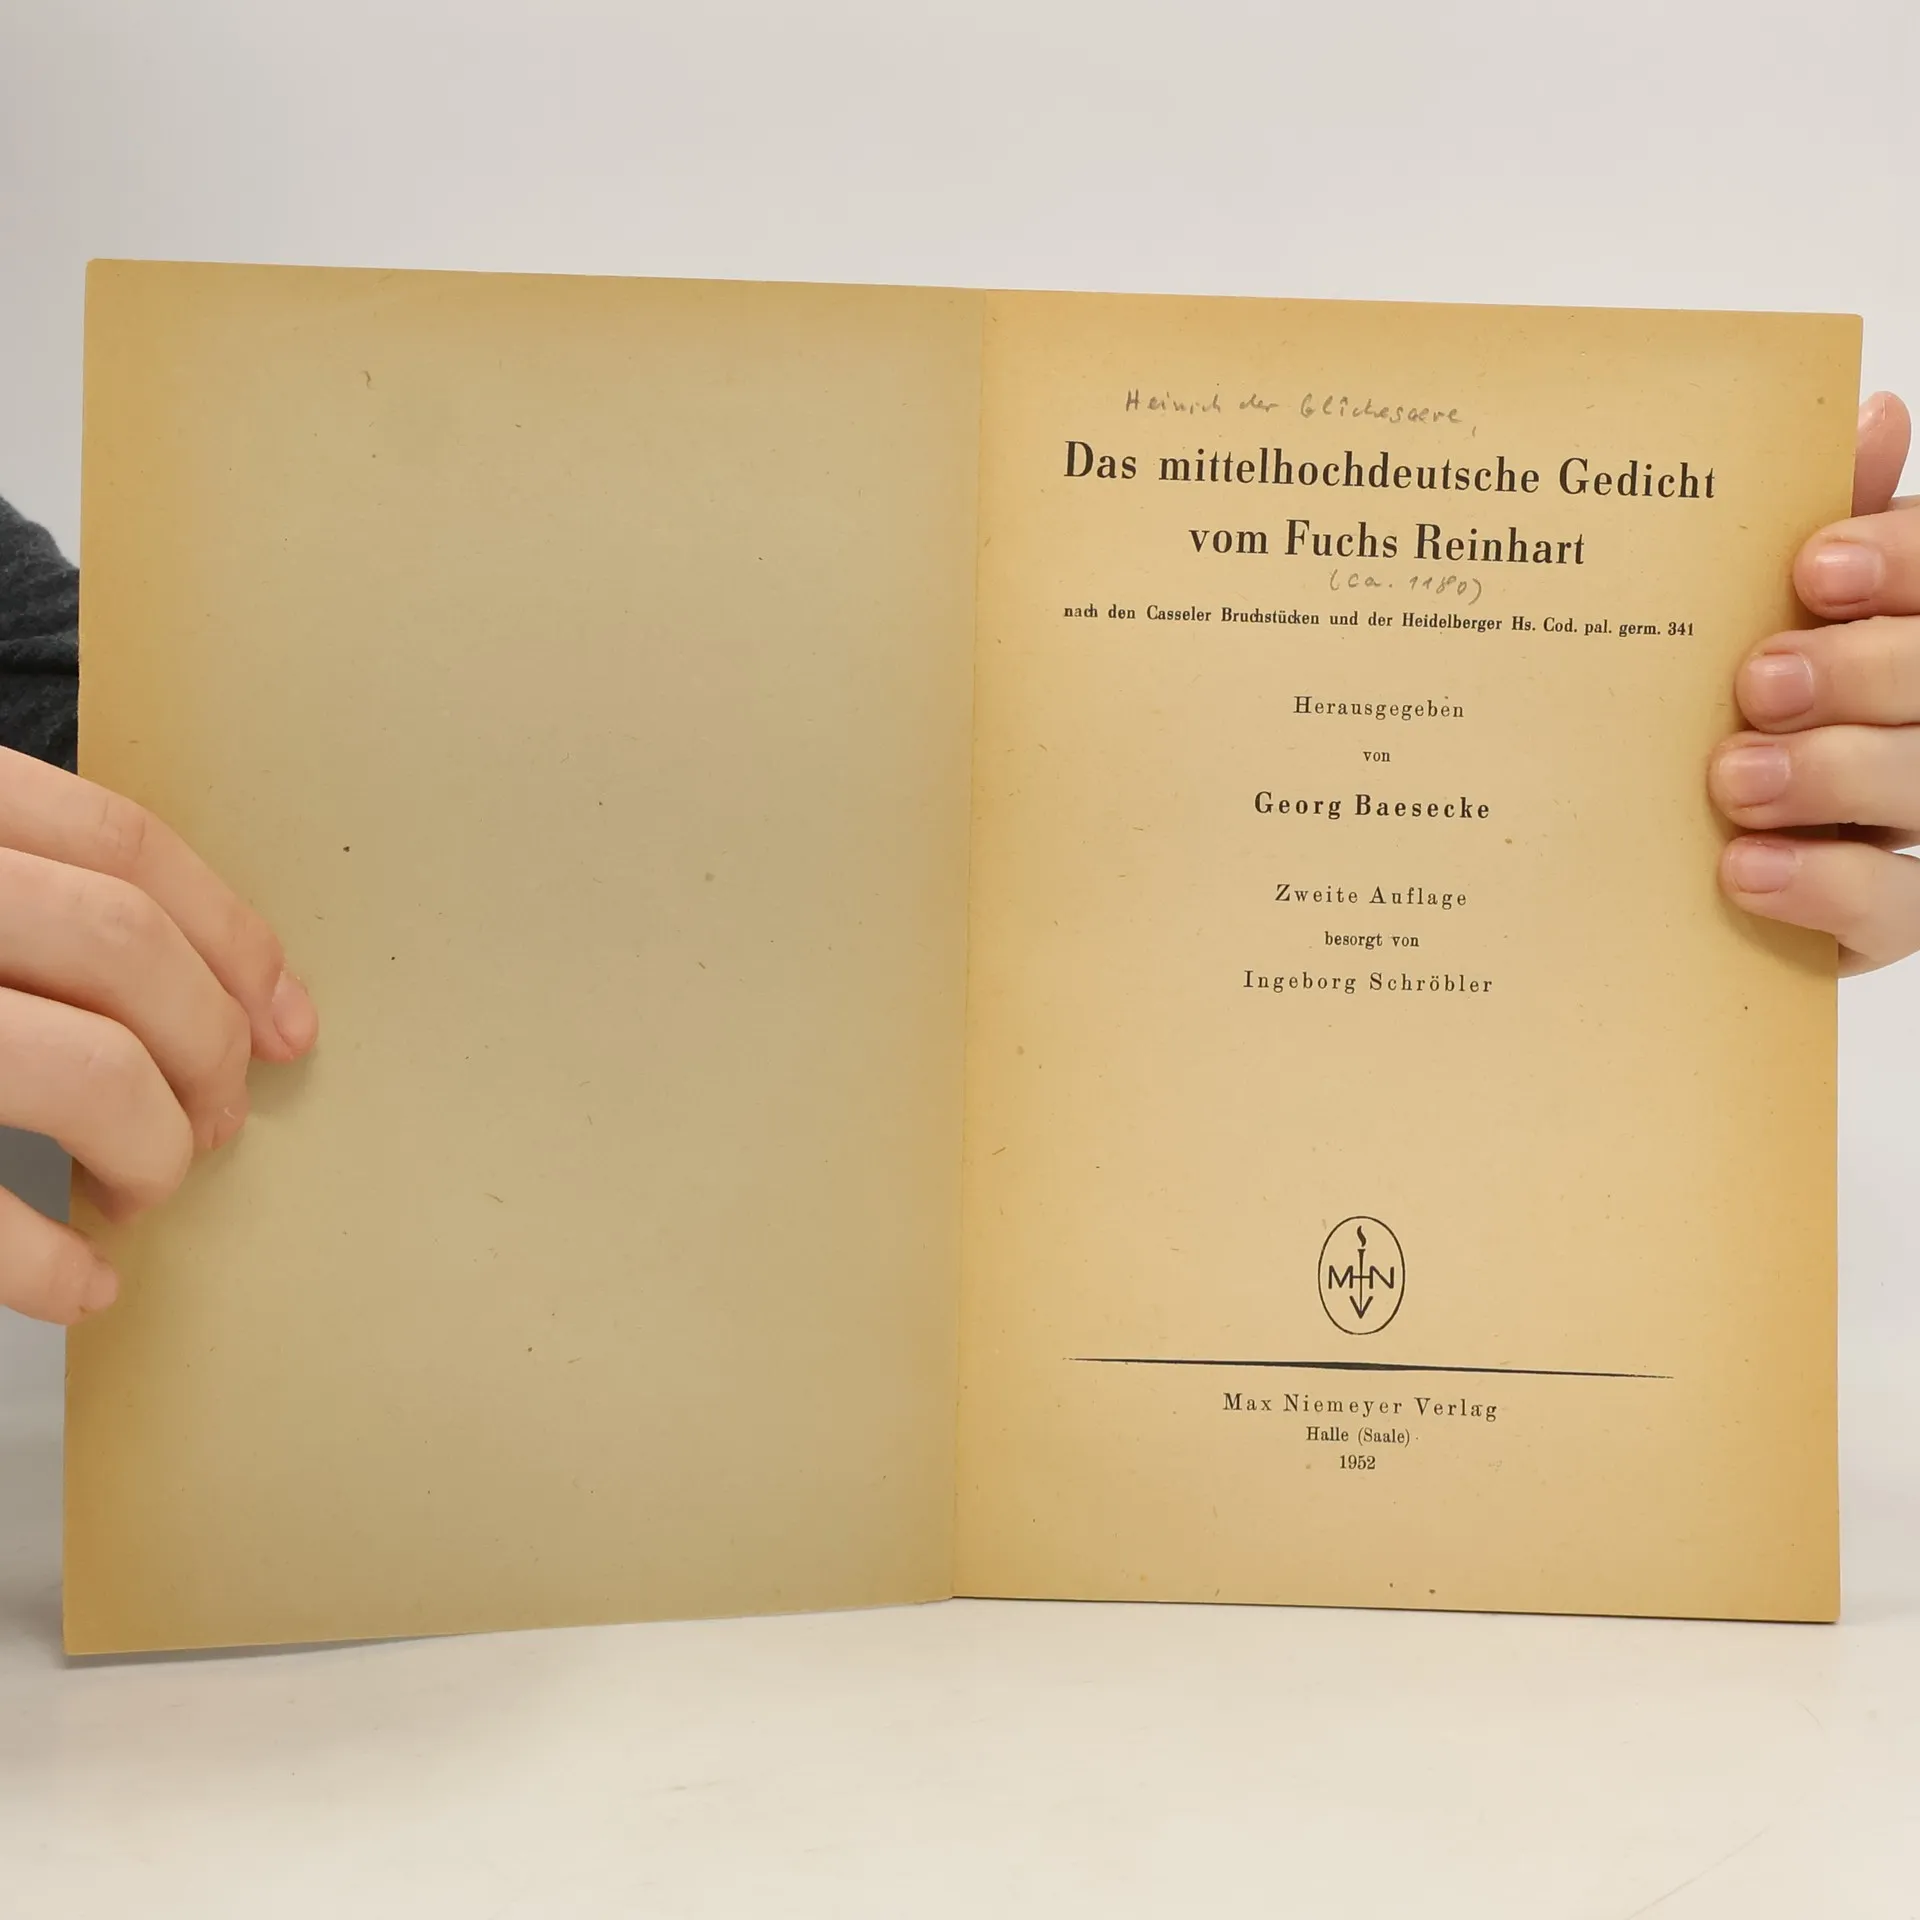 Heinrich der Glîchesaere,
Das mittelhochdeutsche Gedicht
vom Fuchs Reinhart
(ca. 1180)
nach den Casseler Bruchstücken und der Heidelberger Hs. Cod. pal. germ. 341
Herausgegeben
von
Georg Baesecke
Zweite Auflage
besorgt von
Ingeborg Schröbler
MNV
Max Niemeyer Verlag
Halle (Saale)
1952